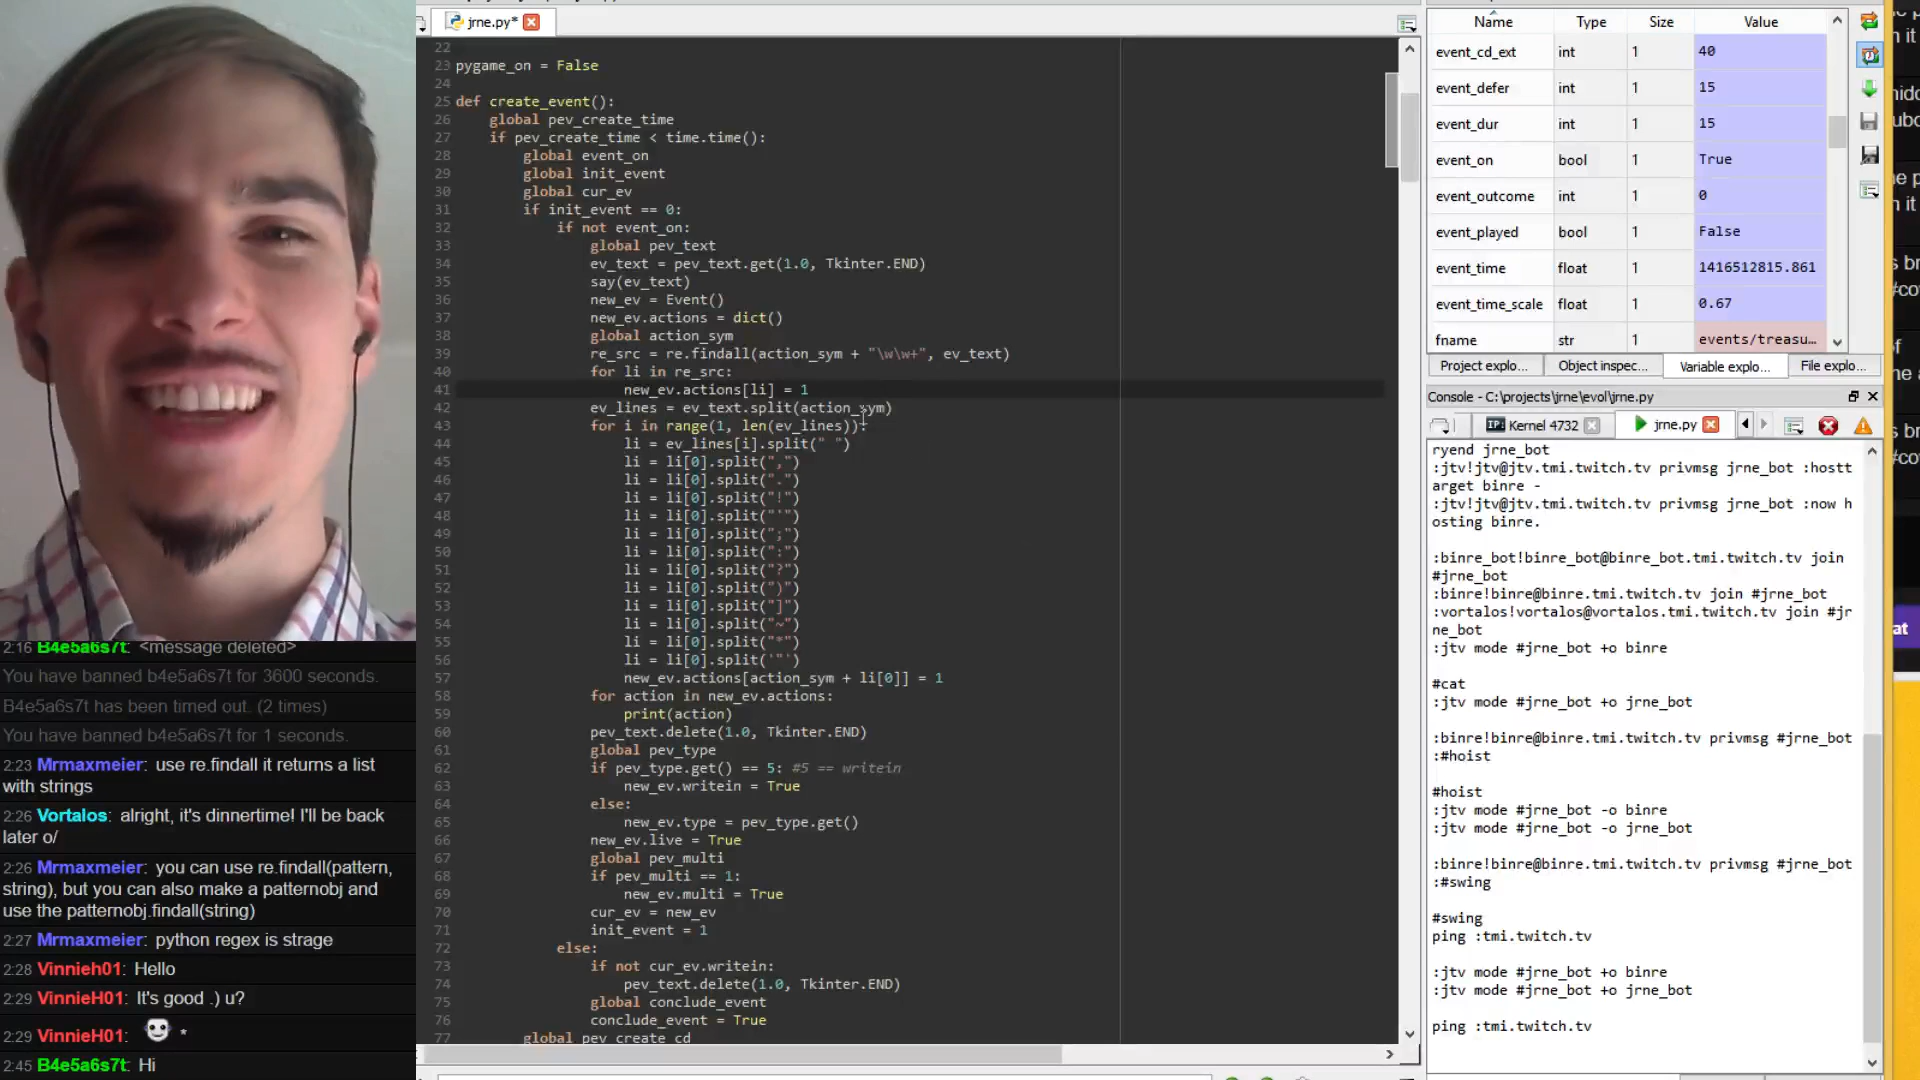 jrne.py*
22
23 pygame_on = False
24
25 def create_event():
26 global pev_create_time
27 if pev_create_time < time.time():
28 global event_on
29 global init_event
30 global cur_ev
31 if init_event == 0:
32 if not event_on:
33 global pev_text
34 ev_text = pev_text.get(1.0, Tkinter.END)
35 say(ev_text)
36 new_ev = Event()
37 new_ev.actions = dict()
38 global action_sym
39 re_src = re.findall(action_sym + "\w\w+", ev_text)
40 for li in re_src:
41 new_ev.actions[li] = 1
42 ev_lines = ev_text.split(action_sym)
43 for i in range(1, len(ev_lines)):
44 li = ev_lines[i].split(" ")
45 li = li[0].split(",")
46 li = li[0].split(".")
47 li = li[0].split("!")
48 li = li[0].split("'")
49 li = li[0].split(";")
50 li = li[0].split(":")
51 li = li[0].split("?")
52 li = li[0].split(")")
53 li = li[0].split("]")
54 li = li[0].split("~")
55 li = li[0].split("*")
56 li = li[0].split('"')
57 new_ev.actions[action_sym + li[0]] = 1
58 for action in new_ev.actions:
59 print(action)
60 pev_text.delete(1.0, Tkinter.END)
61 global pev_type
62 if pev_type.get() == 5: #5 == writein
63 new_ev.writein = True
64 else:
65 new_ev.type = pev_type.get()
66 new_ev.live = True
67 global pev_multi
68 if pev_multi == 1:
69 new_ev.multi = True
70 cur_ev = new_ev
71 init_event = 1
72 else:
73 if not cur_ev.writein:
74 pev_text.delete(1.0, Tkinter.END)
75 global conclude_event
76 conclude_event = True
77 global pev_create_cd
2:16 B4e5a6s7t: <message deleted>
You have banned b4e5a6s7t for 3600 seconds.
B4e5a6s7t has been timed out. (2 times)
You have banned b4e5a6s7t for 1 seconds.
2:23 Mrmaxmeier: use re.findall it returns a list
with strings
2:26 Vortalos: alright, it's dinnertime! I'll be back
later o/
2:26 Mrmaxmeier: you can use re.findall(pattern,
string), but you can also make a patternobj and
use the patternobj.findall(string)
2:27 Mrmaxmeier: python regex is strage
2:28 Vinnieh01: Hello
2:29 VinnieH01: It's good .) u?
2:29 VinnieH01: *
2:45 B4e5a6s7t: Hi
Name Type Size Value
event_cd_ext int 1 40
event_defer int 1 15
event_dur int 1 15
event_on bool 1 True
event_outcome int 1 0
event_played bool 1 False
event_time float 1 1416512815.861
event_time_scale float 1 0.67
fname str 1 events/treasu...
Project explo... Object inspec... Variable explo... File explo...
Console - C:\projects\jrne\evol\jrne.py
IP: Kernel 4732 jrne.py
ryend jrne_bot
:jtv!jtv@jtv.tmi.twitch.tv privmsg jrne_bot :hostt
arget binre -
:jtv!jtv@jtv.tmi.twitch.tv privmsg jrne_bot :now h
osting binre.
:binre_bot!binre_bot@binre_bot.tmi.twitch.tv join
#jrne_bot
:binre!binre@binre.tmi.twitch.tv join #jrne_bot
:vortalos!vortalos@vortalos.tmi.twitch.tv join #jr
ne_bot
:jtv mode #jrne_bot +o binre
#cat
:jtv mode #jrne_bot +o jrne_bot
:binre!binre@binre.tmi.twitch.tv privmsg #jrne_bot
:#hoist
#hoist
:jtv mode #jrne_bot -o binre
:jtv mode #jrne_bot -o jrne_bot
:binre!binre@binre.tmi.twitch.tv privmsg #jrne_bot
:#swing
#swing
ping :tmi.twitch.tv
:jtv mode #jrne_bot +o binre
:jtv mode #jrne_bot +o jrne_bot
ping :tmi.twitch.tv